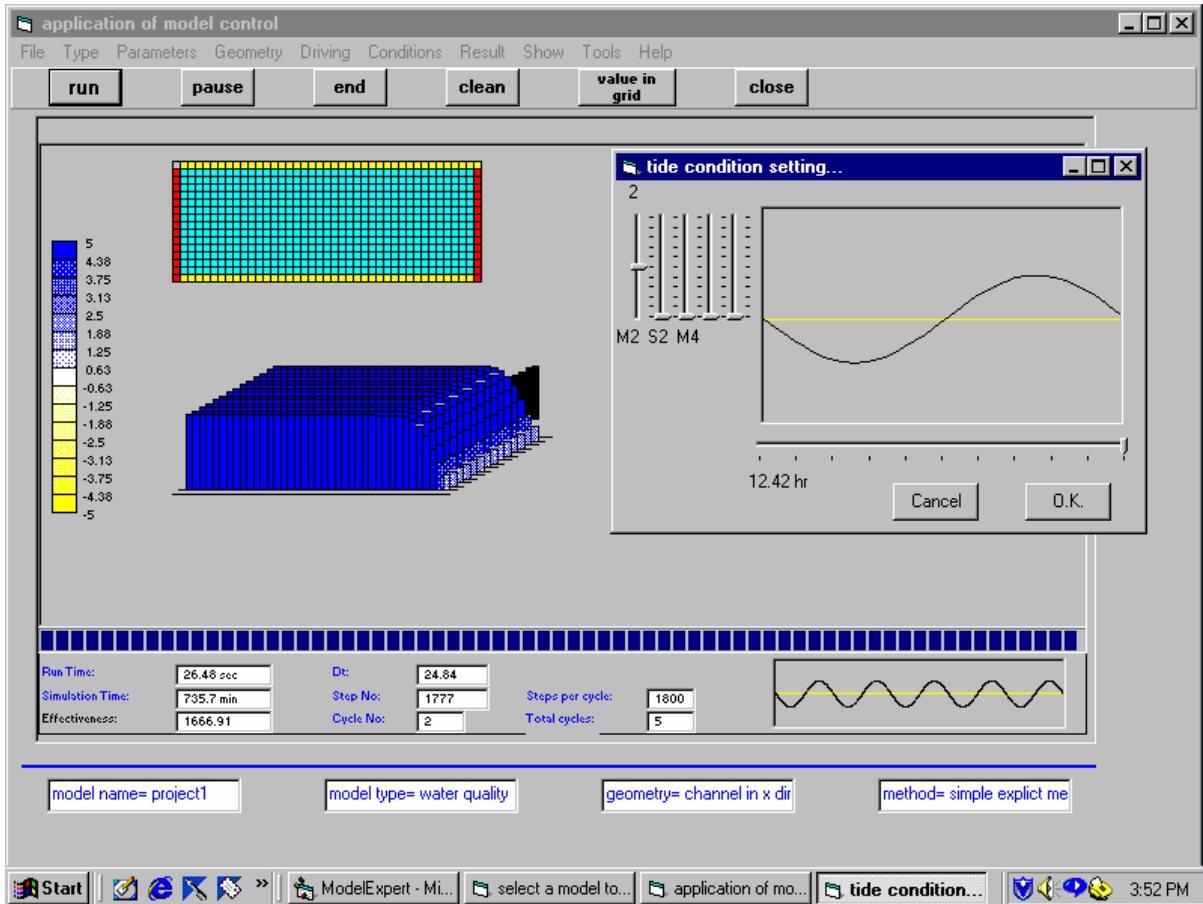 application of model control
File Type Parameters Geometry Driving Conditions Result Show Tools Help
run pause end clean value in grid close
tide condition setting...
2
M2 S2 M4
12.42 hr
Cancel O.K.
5
4.38
3.75
3.13
2.5
1.88
1.25
0.63
-0.63
-1.25
-1.88
-2.5
-3.13
-3.75
-4.38
-5
Run Time: 26.48 sec Dt: 24.84
Simulation Time: 735.7 min Step No: 1777 Steps per cycle: 1800
Effectiveness: 1666.91 Cycle No: 2 Total cycles: 5
model name= project1 model type= water quality geometry= channel in x dir method= simple explict me
Start » ModelExpert - Mi... select a model to... application of mo... tide condition... 3:52 PM